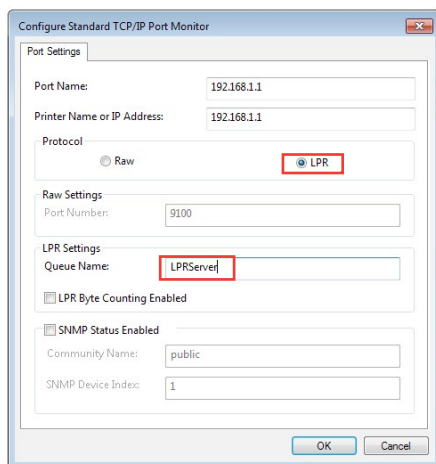 Configure Standard TCP/IP Port Monitor
Port Settings
Port Name: 192.168.1.1
Printer Name or IP Address: 192.168.1.1
Protocol
Raw LPR
Raw Settings
Port Number: 9100
LPR Settings
Queue Name: LPRServer
LPR Byte Counting Enabled
SNMP Status Enabled
Community Name: public
SNMP Device Index: 1
OK Cancel